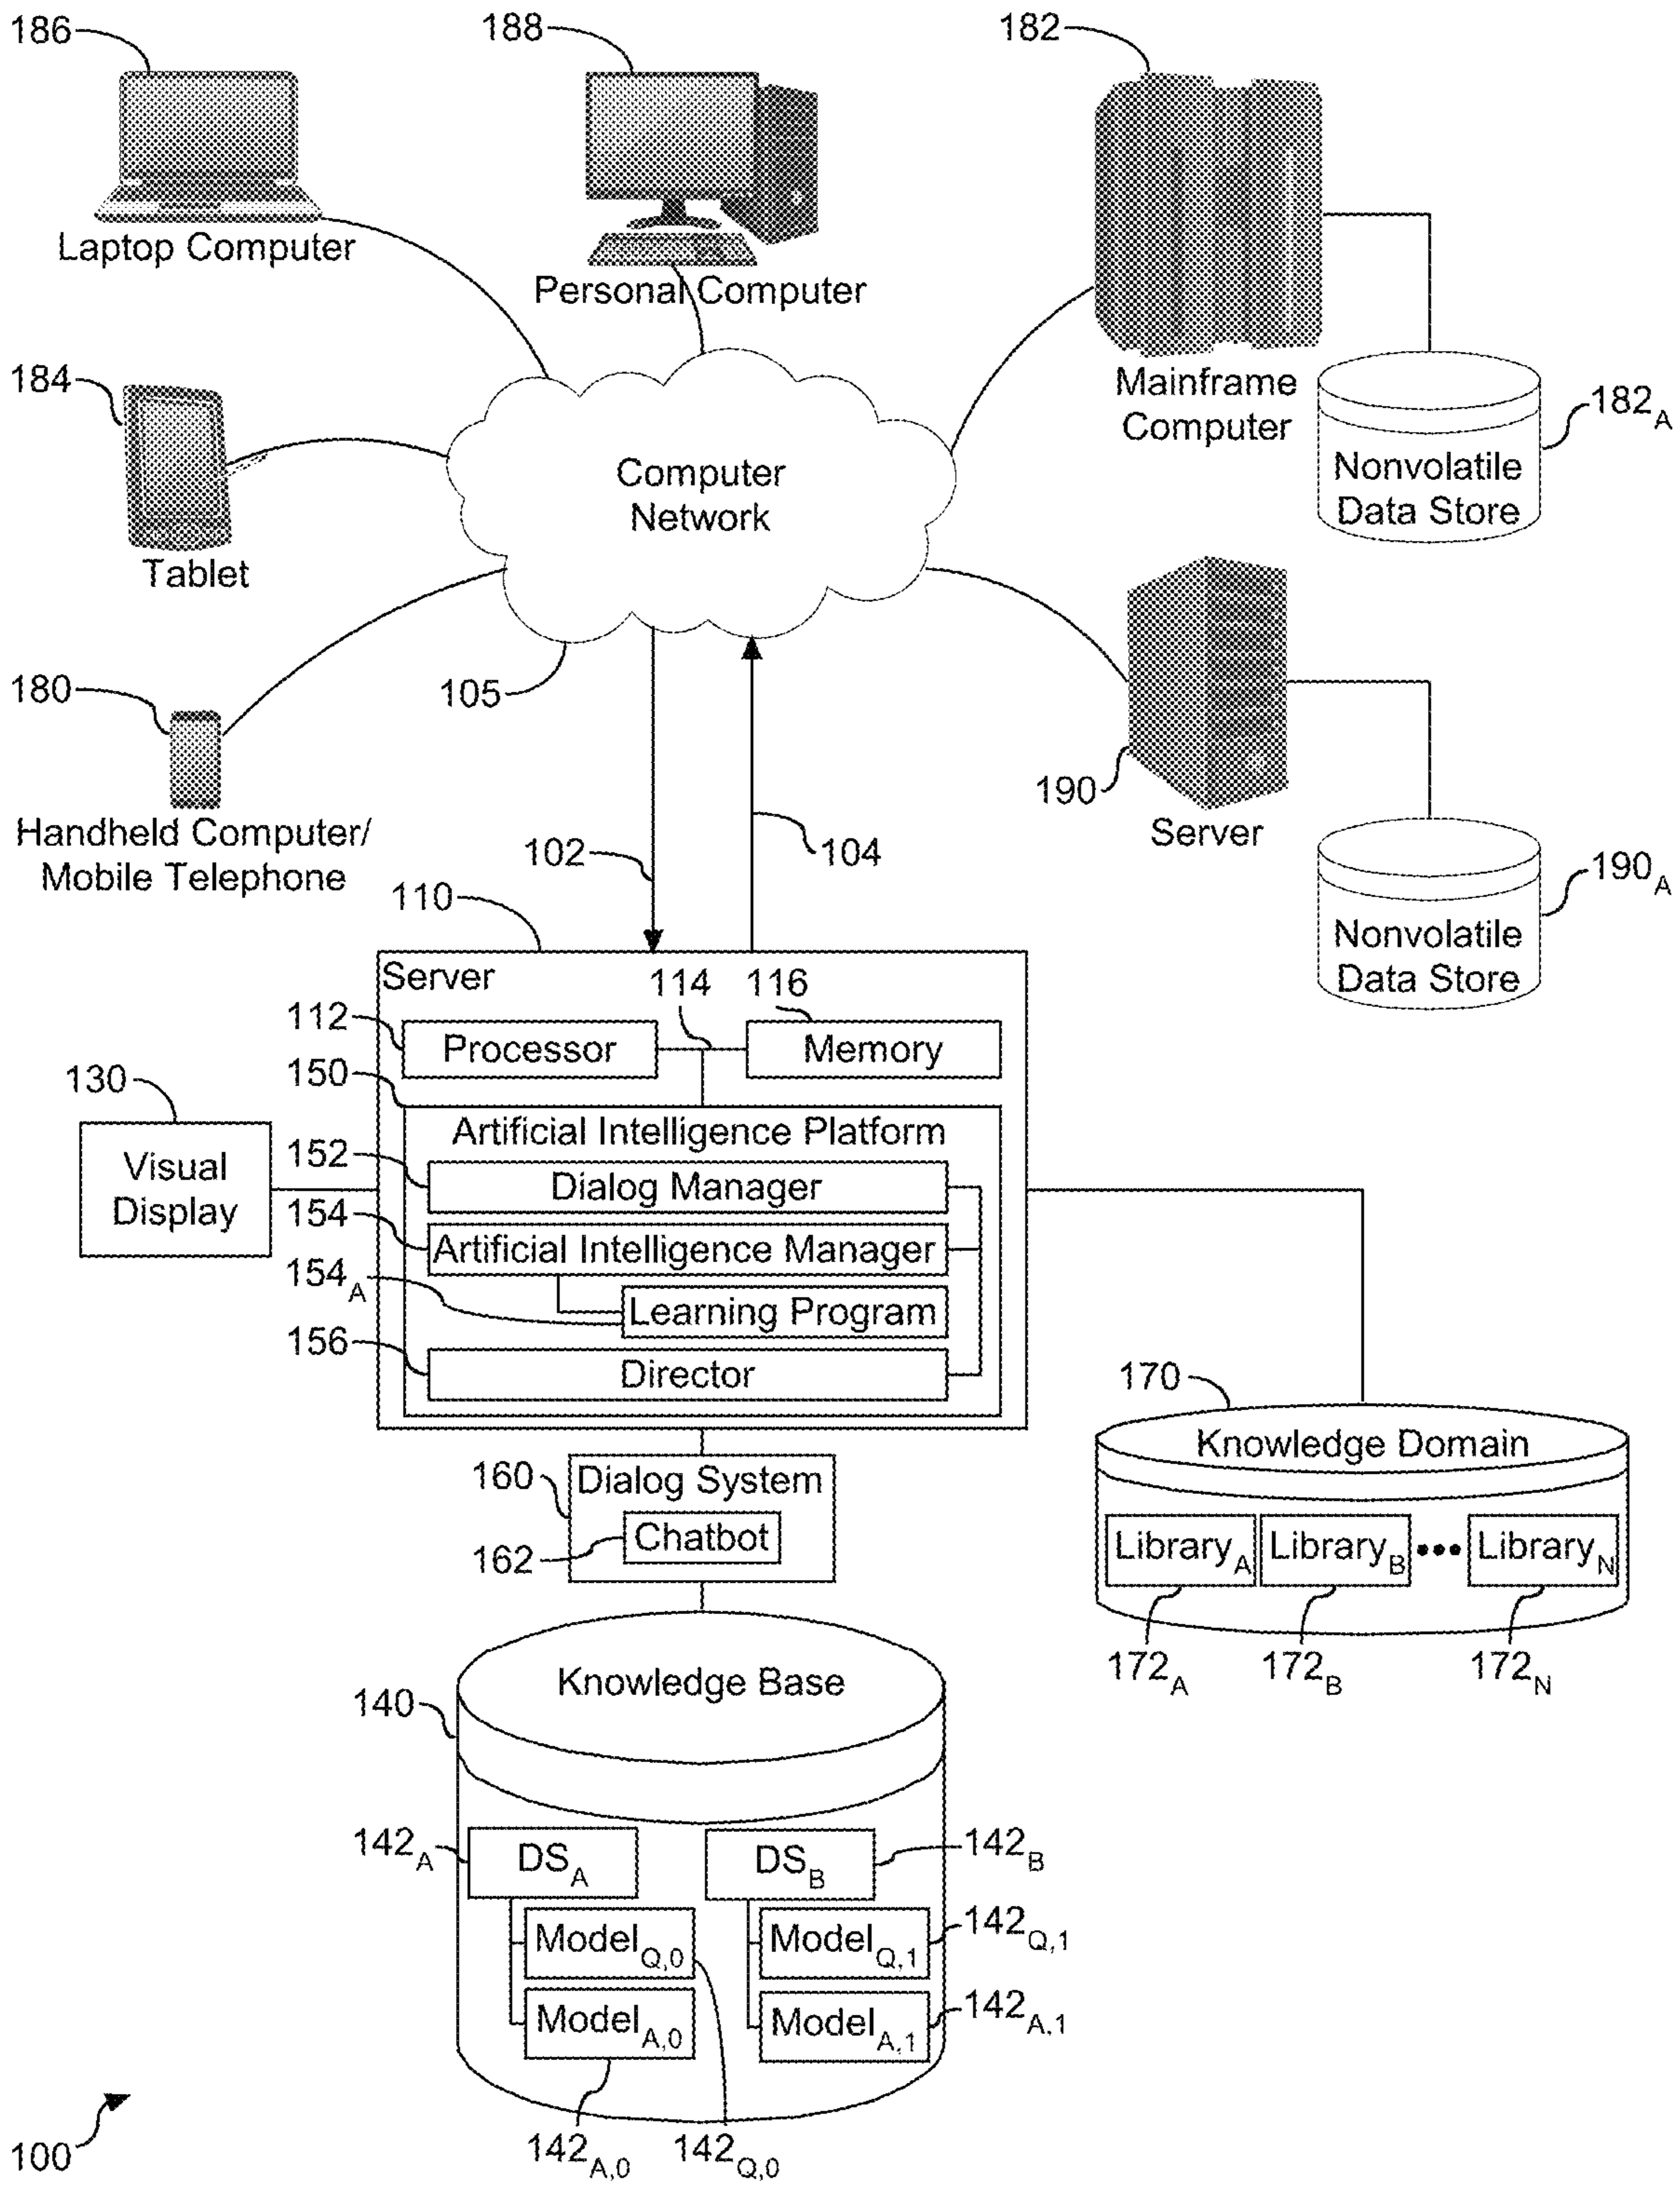 186
188
182
Laptop Computer
Personal Computer
Mainframe
Computer
184
182A
Computer
Network
Nonvolatile
Data Store
Tablet
180
105
190
Server
Handheld Computer/
Mobile Telephone
102
104
190A
Nonvolatile
Data Store
110
Server
114
116
112
Processor
Memory
130
150
Artificial Intelligence Platform
Visual
Display
152
Dialog Manager
154
Artificial Intelligence Manager
154A
Learning Program
156
Director
170
Knowledge Domain
160
Dialog System
162
Chatbot
LibraryA
LibraryB
•••
LibraryN
172A
172B
172N
Knowledge Base
140
142A
DSA
DSB
142B
ModelQ,0
ModelQ,1
142Q,1
ModelA,0
ModelA,1
142A,1
142A,0
142Q,0
100